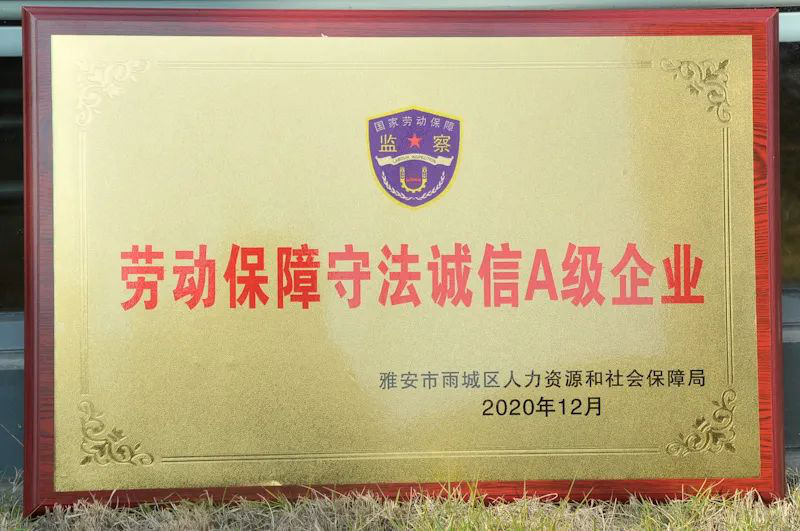 国家劳动保障
监察
LABOUR INSPECTION
劳动保障守法诚信A级企业
雅安市雨城区人力资源和社会保障局
2020年12月